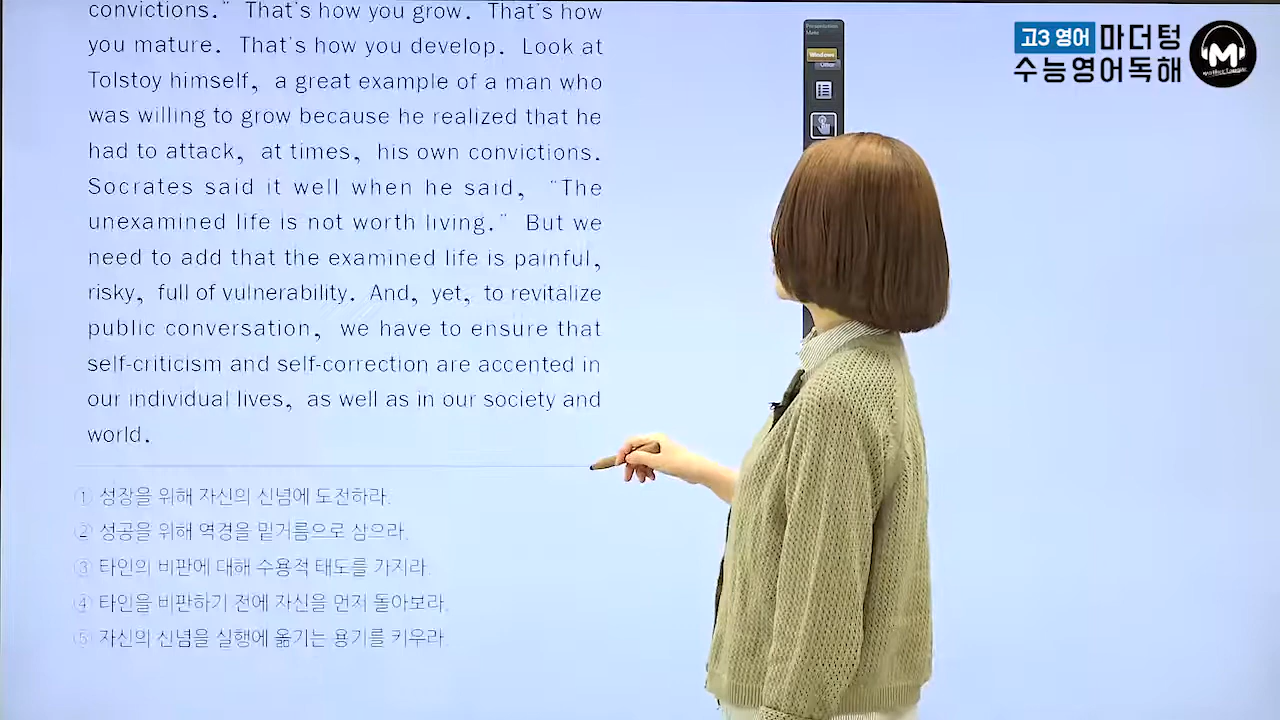 convictions." That's how you grow. That's how
you mature. That's how you develop. Look at
Tolstoy himself, a great example of someone who
was willing to grow because he realized that he
had to attack, at times, his own convictions.
Socrates said it well when he said, "The
unexamined life is not worth living." But we
need to add that the examined life is painful,
risky, full of vulnerability. And, yet, to revitalize
public conversation, we have to ensure that
self-criticism and self-correction are accented in
our individual lives, as well as in our society and
world.
① 성장을 위해 자신의 신념에 도전하라.
② 성공을 위해 역경을 밑거름으로 삼으라.
③ 타인의 비판에 대해 수용적 태도를 가지라.
④ 타인을 비판하기 전에 자신을 먼저 돌아보라.
⑤ 자신의 신념을 실행에 옮기는 용기를 키우라.
Windows
Other
고3 영어 마더텅
수능영어독해
M